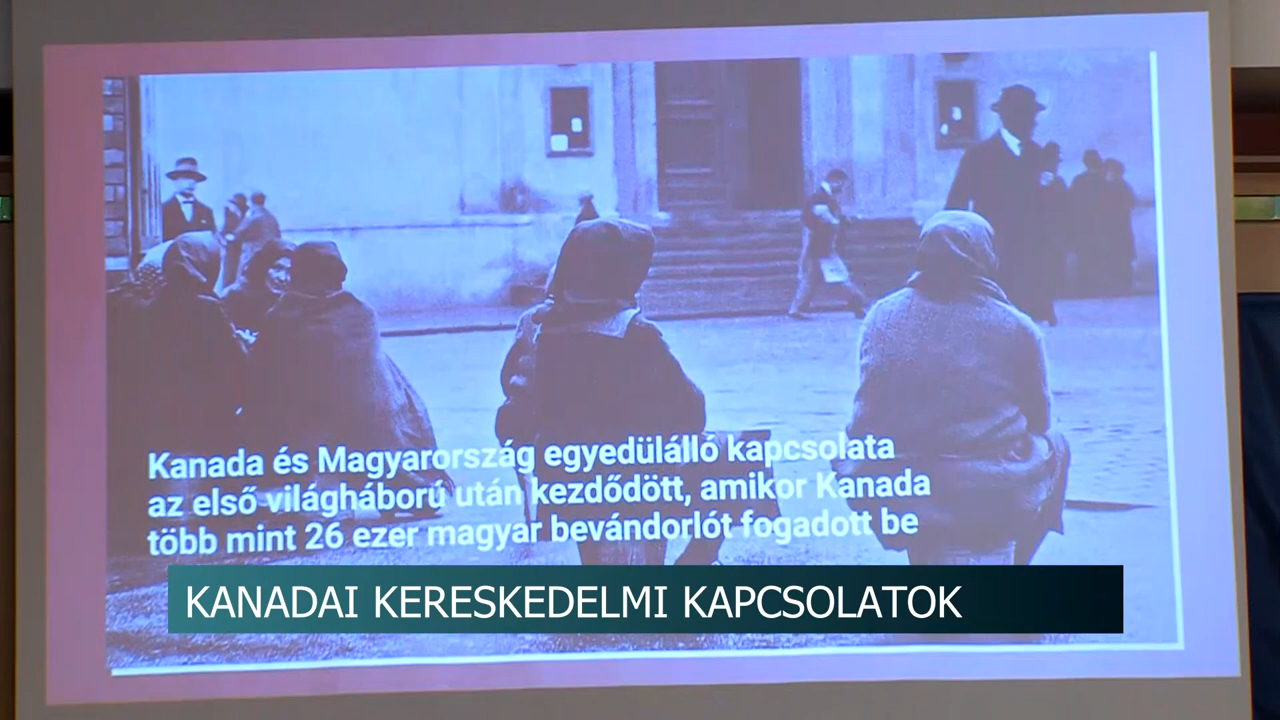 Kanada és Magyarország egyedülálló kapcsolata
az első világháború után kezdődött, amikor Kanada
több mint 26 ezer magyar bevándorlót fogadott be
KANADAI KERESKEDELMI KAPCSOLATOK